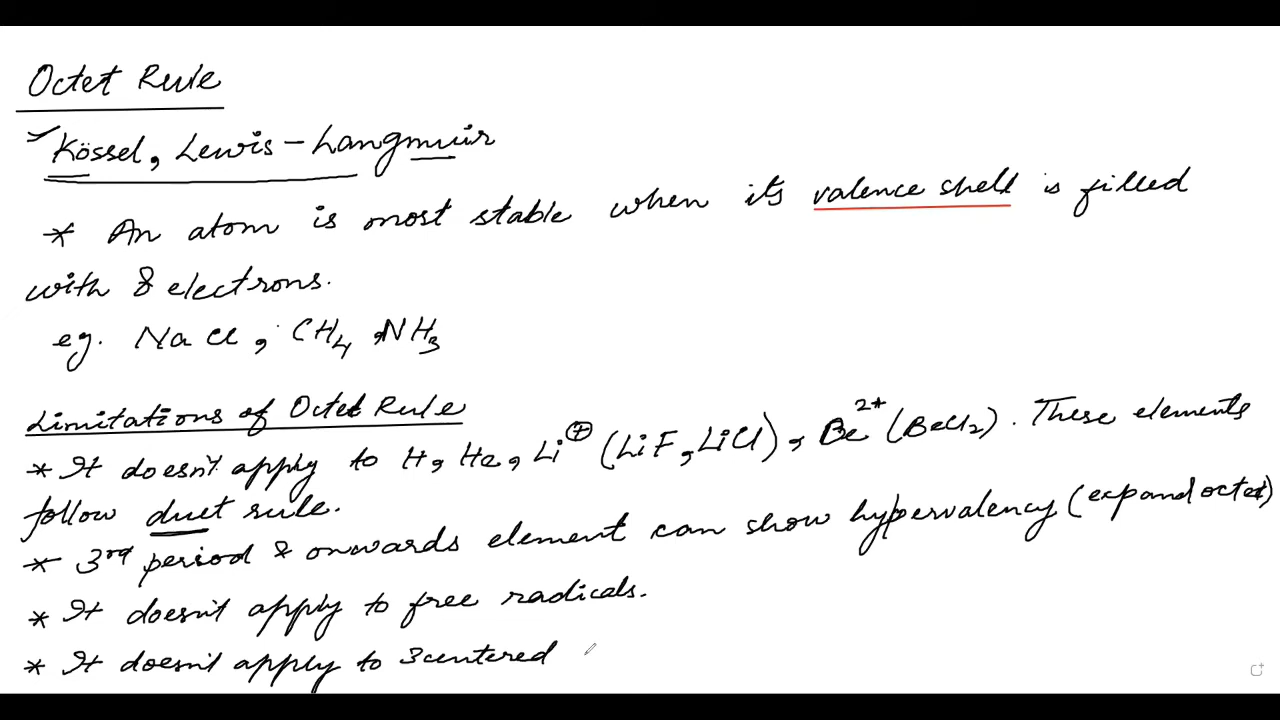 Octet Rule
Kössel, Lewis - Langmuir
* An atom is most stable when its valence shell is filled
with 8 electrons.
eg. NaCl, CH₄, NH₃
Limitations of Octet Rule
* It doesn't apply to H, He, Li⊕ (LiF, LiCl), Be²⁺ (BeCl₂). These elements
follow duet rule.
* 3rd period & onwards element can show hypervalency (expand octet)
* It doesn't apply to free radicals.
* It doesn't apply to 3centered